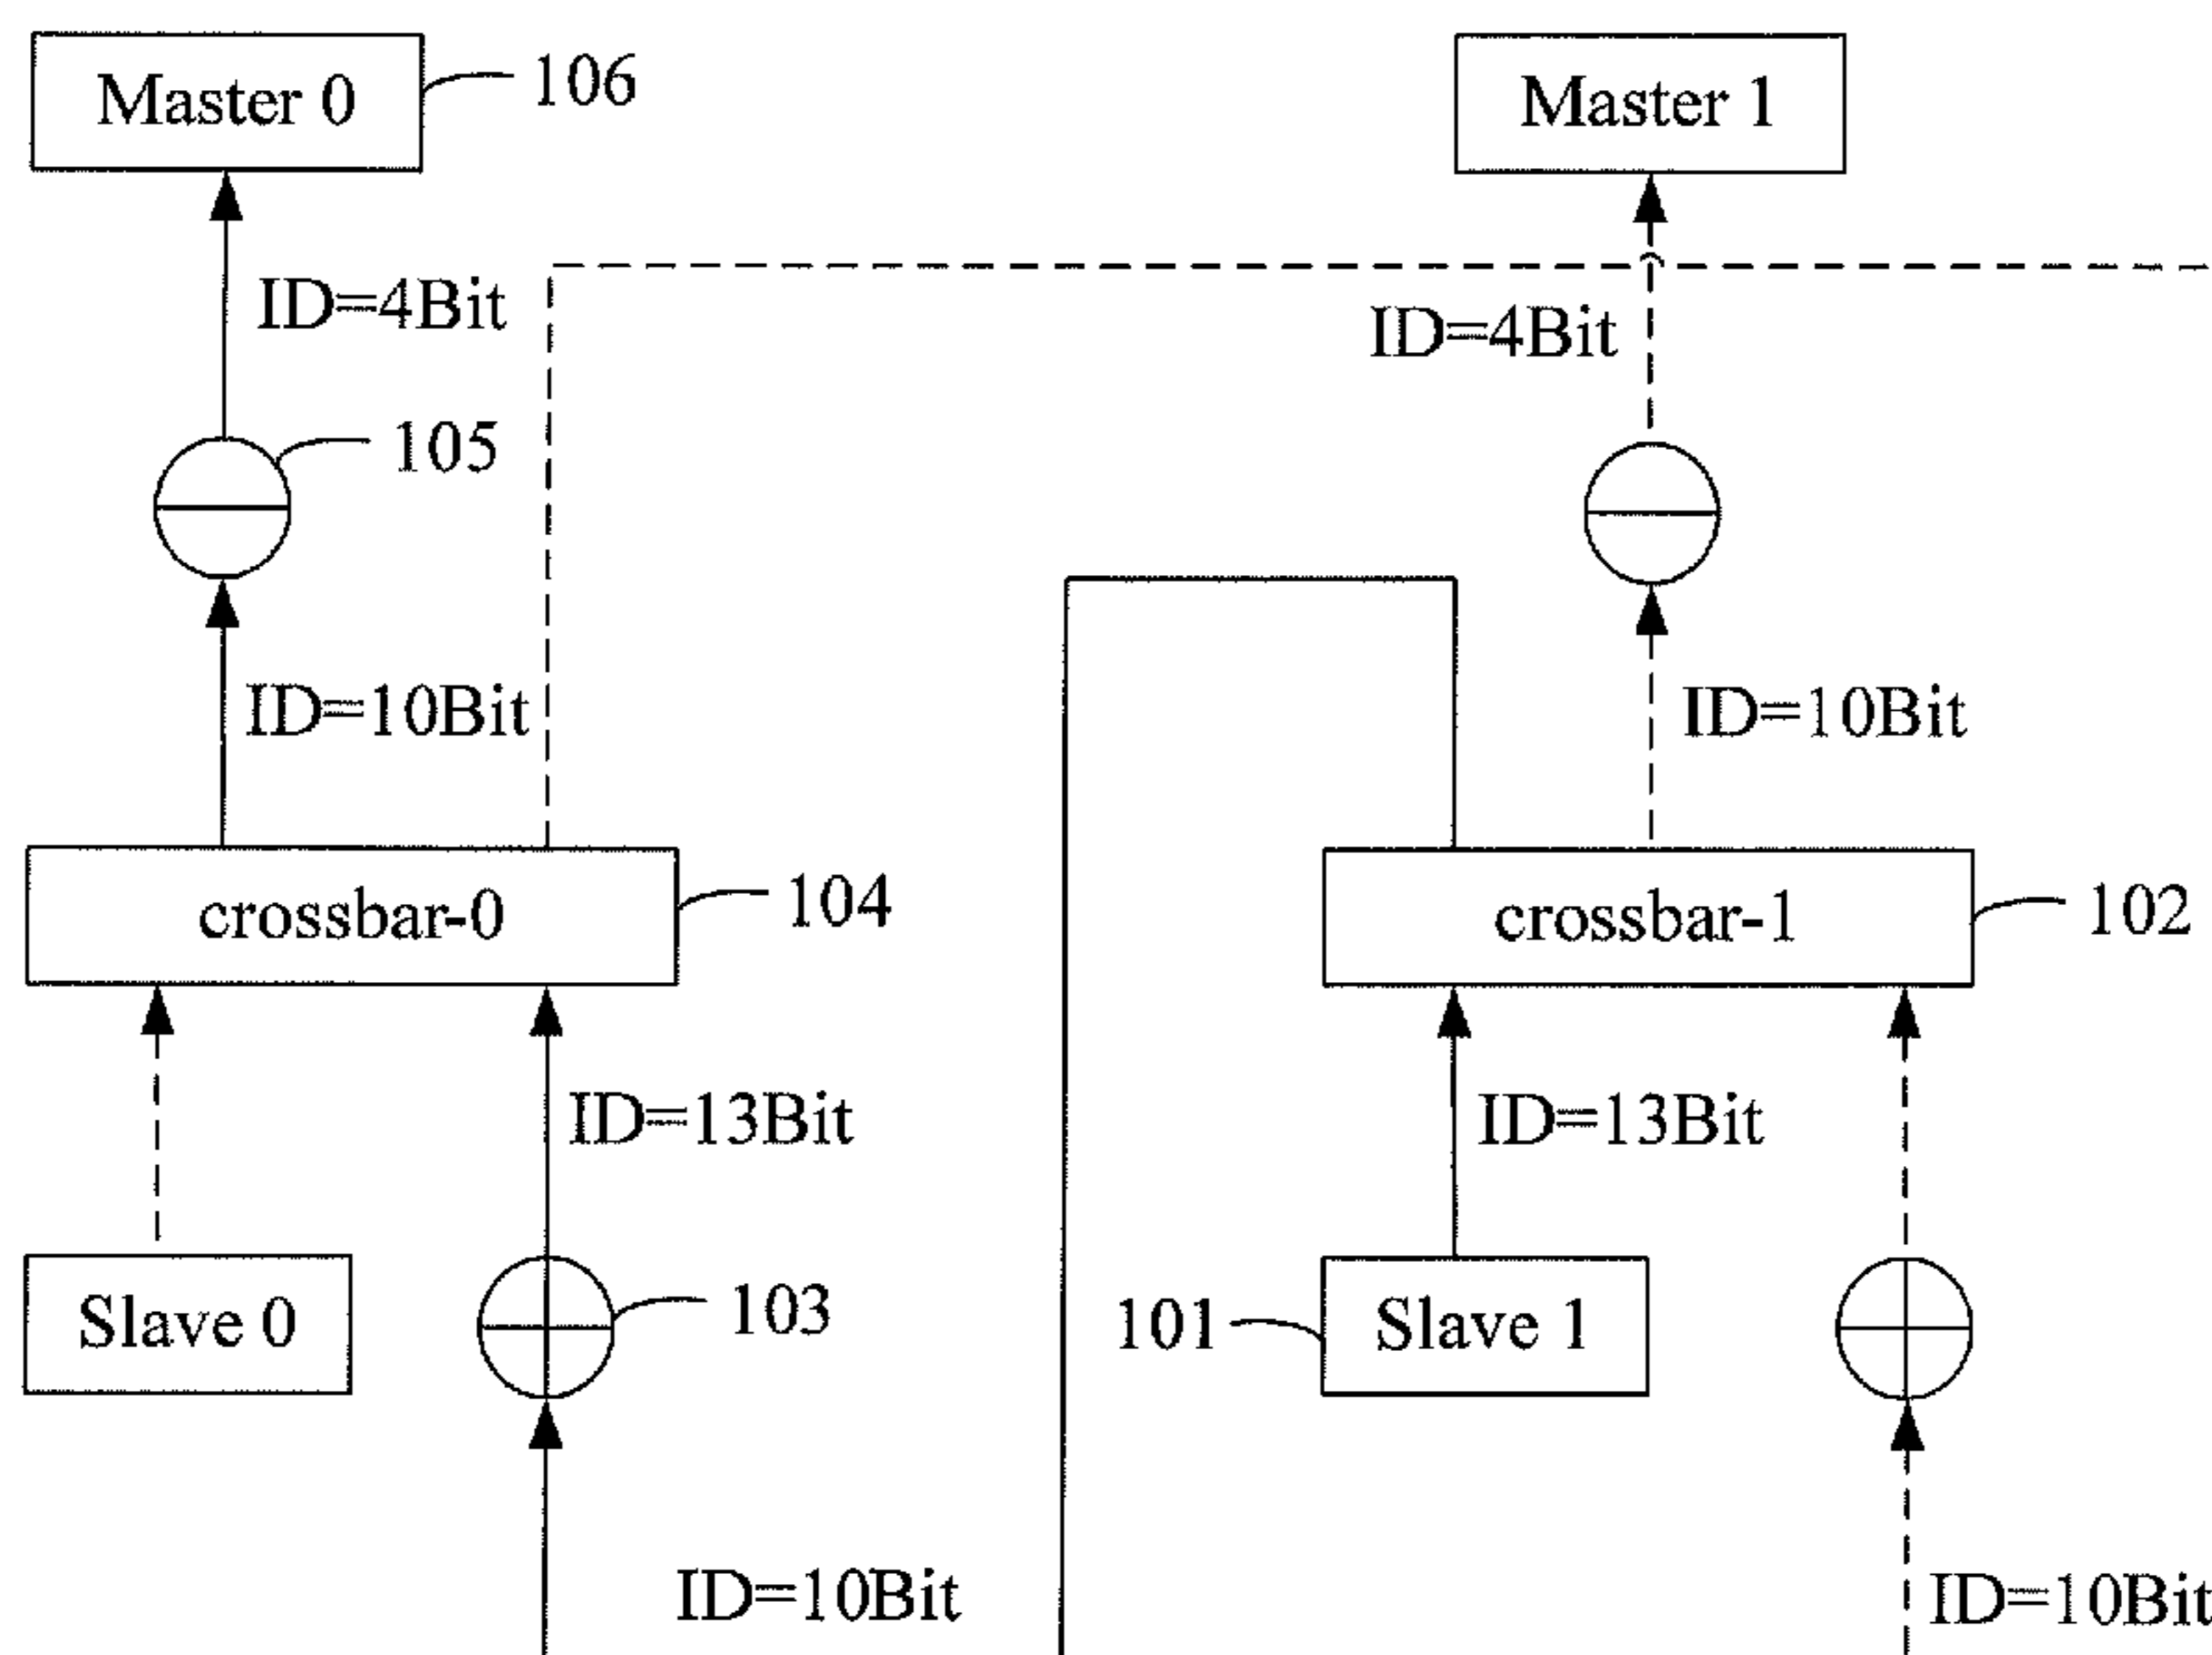 Master 0
106
Master 1
ID=4Bit
ID=4Bit
105
ID=10Bit
ID=10Bit
crossbar-0
104
crossbar-1
102
ID=13Bit
ID=13Bit
Slave 0
103
101
Slave 1
ID=10Bit
ID=10Bit